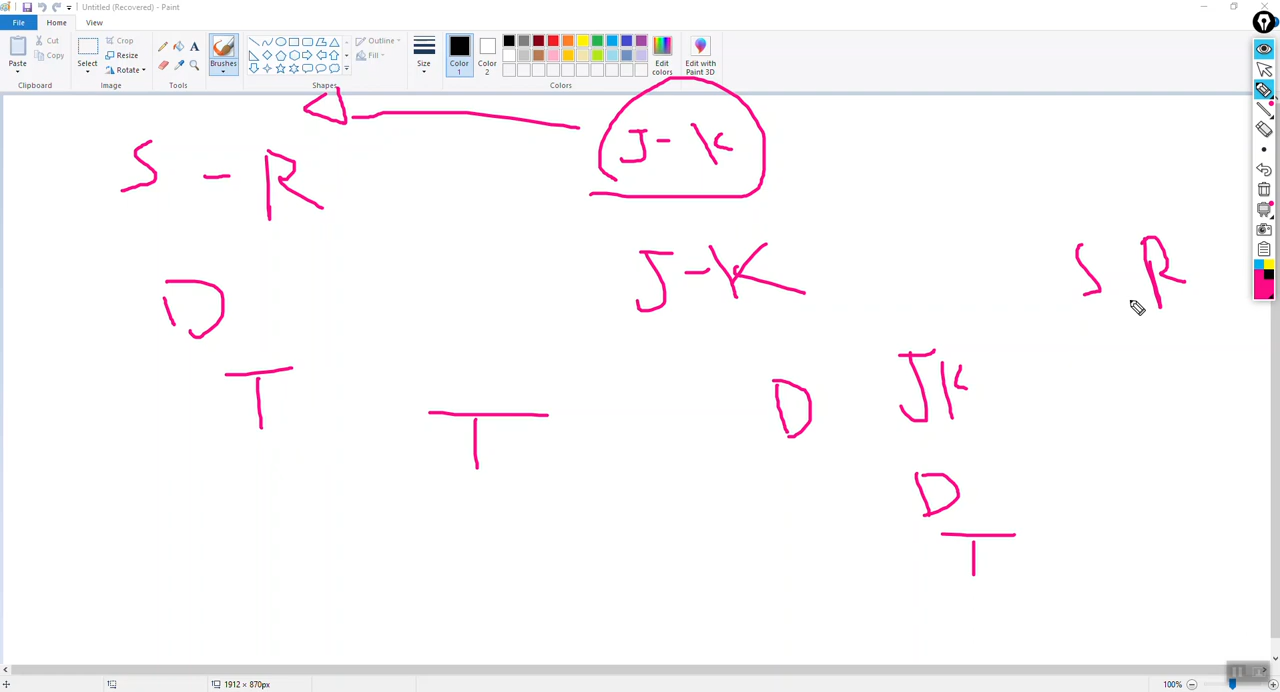 Untitled (Recovered) - Paint
File Home View
Paste Cut Copy Select Crop Resize Rotate A Brushes Outline Fill Size Color 1 Color 2 Edit colors Edit with Paint 3D
Clipboard Image Tools Shapes Colors
J - K
S - R
J - K
S R
D
T
J K
D
T
D
T
1912 × 870px 100%